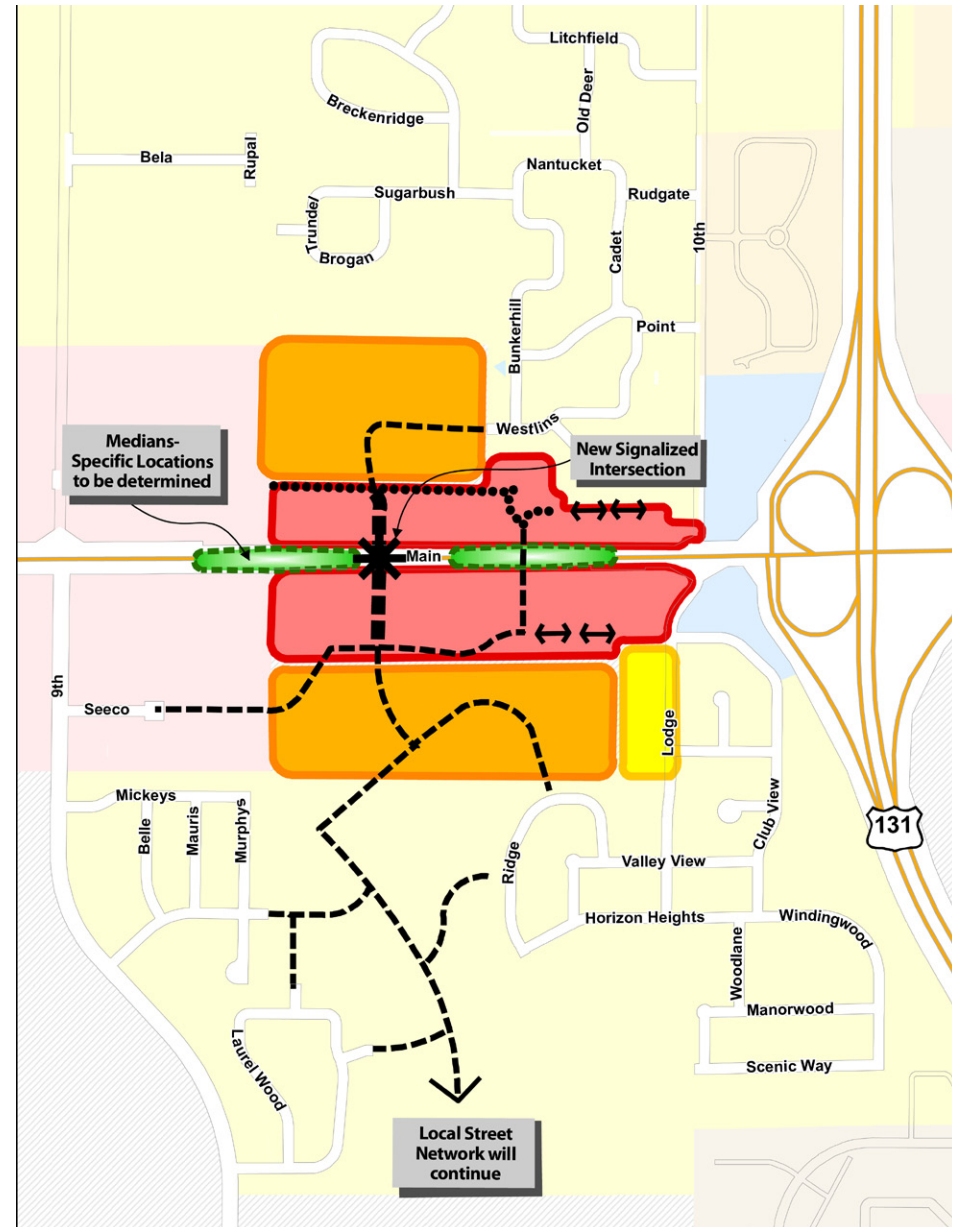 Litchfield
Breckenridge
Old Deer
Bela
Rupal
Nantucket
Sugarbush
Rudgate
Trunde/
Brogan
Cadet
10th
Bunkerhill
Point
Westlins
Medians-
Specific Locations
to be determined
New Signalized
Intersection
Main
9th
Seeco
Lodge
Mickeys
Belle
Mauris
Murphys
Club View
131
Ridge
Valley View
Horizon Heights
Windingwood
Woodlane
Manorwood
Laurel Wood
Scenic Way
Local Street
Network will
continue